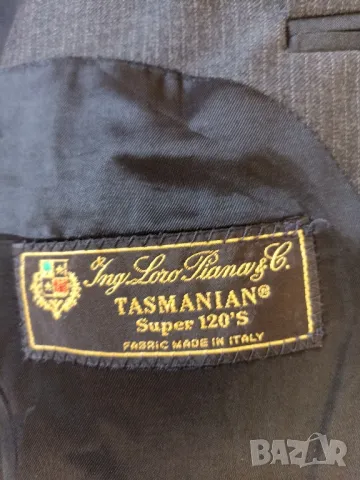 Ing. Loro Piana & C.
TASMANIAN®
Super 120'S
FABRIC MADE IN ITALY
BAZAR